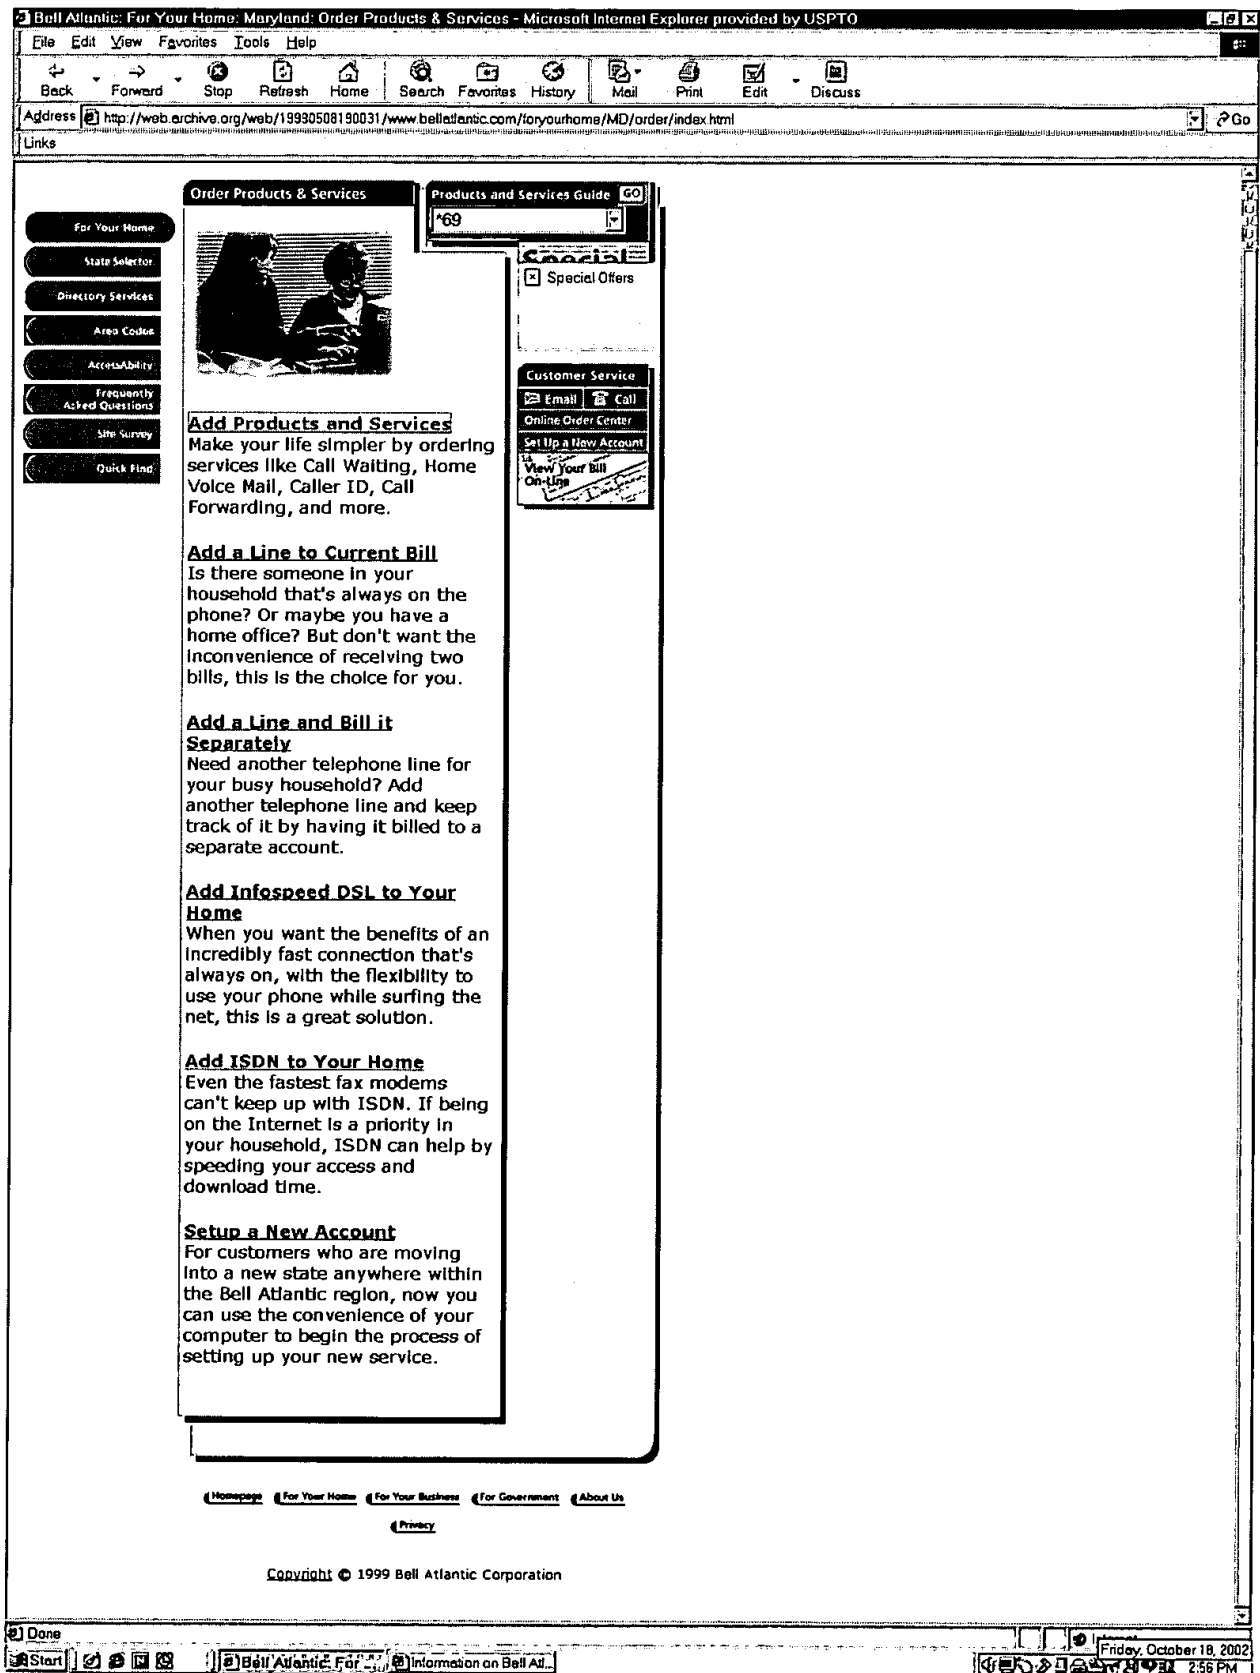 Bell Atlantic: For Your Home: Maryland: Order Products & Services - Microsoft Internet Explorer provided by USPTO
File Edit View Favorites Tools Help
Back Forward Stop Refresh Home Search Favorites History Mail Print Edit Discuss
Address http://web.archive.org/web/19990508190031/www.bellatlantic.com/foryourhome/MD/order/index.html Go
Links
Order Products & Services
Products and Services Guide GO
*69
For Your Home
State Selector
Directory Services
Area Codes
AccessAbility
Frequently
Asked Questions
Site Survey
Quick Find
Special
Special Offers
Customer Service
Email Call
Online Order Center
Set Up a New Account
View Your Bill
On-Line
Add Products and Services
Make your life simpler by ordering
services like Call Waiting, Home
Voice Mail, Caller ID, Call
Forwarding, and more.
Add a Line to Current Bill
Is there someone in your
household that's always on the
phone? Or maybe you have a
home office? But don't want the
inconvenience of receiving two
bills, this is the choice for you.
Add a Line and Bill it
Separately
Need another telephone line for
your busy household? Add
another telephone line and keep
track of it by having it billed to a
separate account.
Add Infospeed DSL to Your
Home
When you want the benefits of an
incredibly fast connection that's
always on, with the flexibility to
use your phone while surfing the
net, this is a great solution.
Add ISDN to Your Home
Even the fastest fax modems
can't keep up with ISDN. If being
on the Internet is a priority in
your household, ISDN can help by
speeding your access and
download time.
Setup a New Account
For customers who are moving
into a new state anywhere within
the Bell Atlantic region, now you
can use the convenience of your
computer to begin the process of
setting up your new service.
Homepage For Your Home For Your Business For Government About Us
Privacy
Copyright © 1999 Bell Atlantic Corporation
Done
Start Bell Atlantic: For ... Information on Bell Atl...
Friday, October 18, 2002
2:56 PM